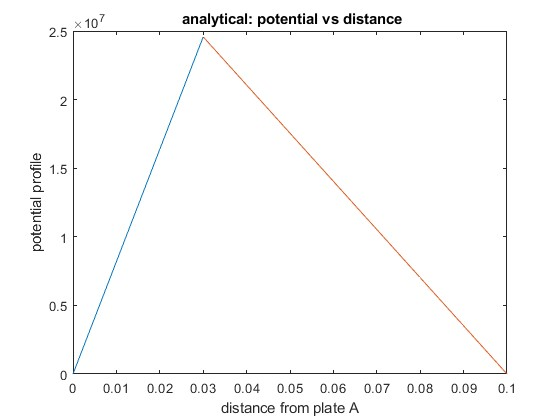 analytical: potential vs distance
×10⁷
2.5
2
1.5
1
0.5
0
potential profile
0 0.01 0.02 0.03 0.04 0.05 0.06 0.07 0.08 0.09 0.1
distance from plate A